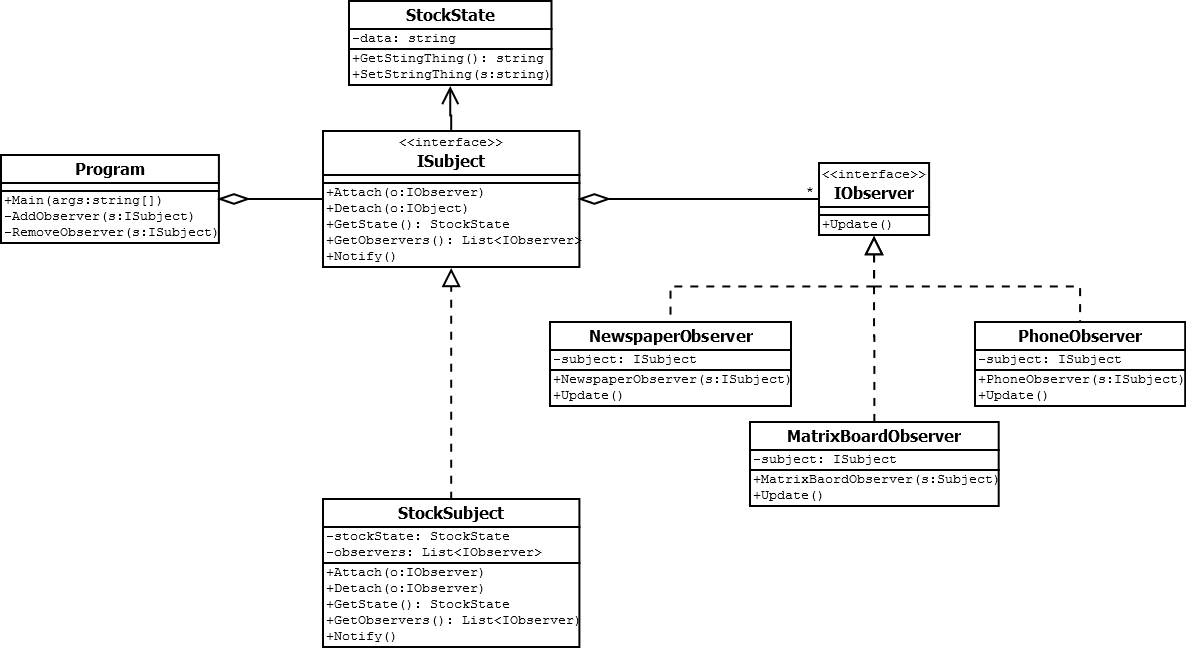 StockState
-data: string
+GetStingThing(): string
+SetStringThing(s:string)
Program
+Main(args:string[])
-AddObserver(s:ISubject)
-RemoveObserver(s:ISubject)
<<interface>>
ISubject
+Attach(o:IObserver)
+Detach(o:IObject)
+GetState(): StockState
+GetObservers(): List<IObserver>
+Notify()
*
<<interface>>
IObserver
+Update()
NewspaperObserver
-subject: ISubject
+NewspaperObserver(s:ISubject)
+Update()
PhoneObserver
-subject: ISubject
+PhoneObserver(s:ISubject)
+Update()
MatrixBoardObserver
-subject: ISubject
+MatrixBaordObserver(s:Subject)
+Update()
StockSubject
-stockState: StockState
-observers: List<IObserver>
+Attach(o:IObserver)
+Detach(o:IObserver)
+GetState(): StockState
+GetObservers(): List<IObserver)
+Notify()